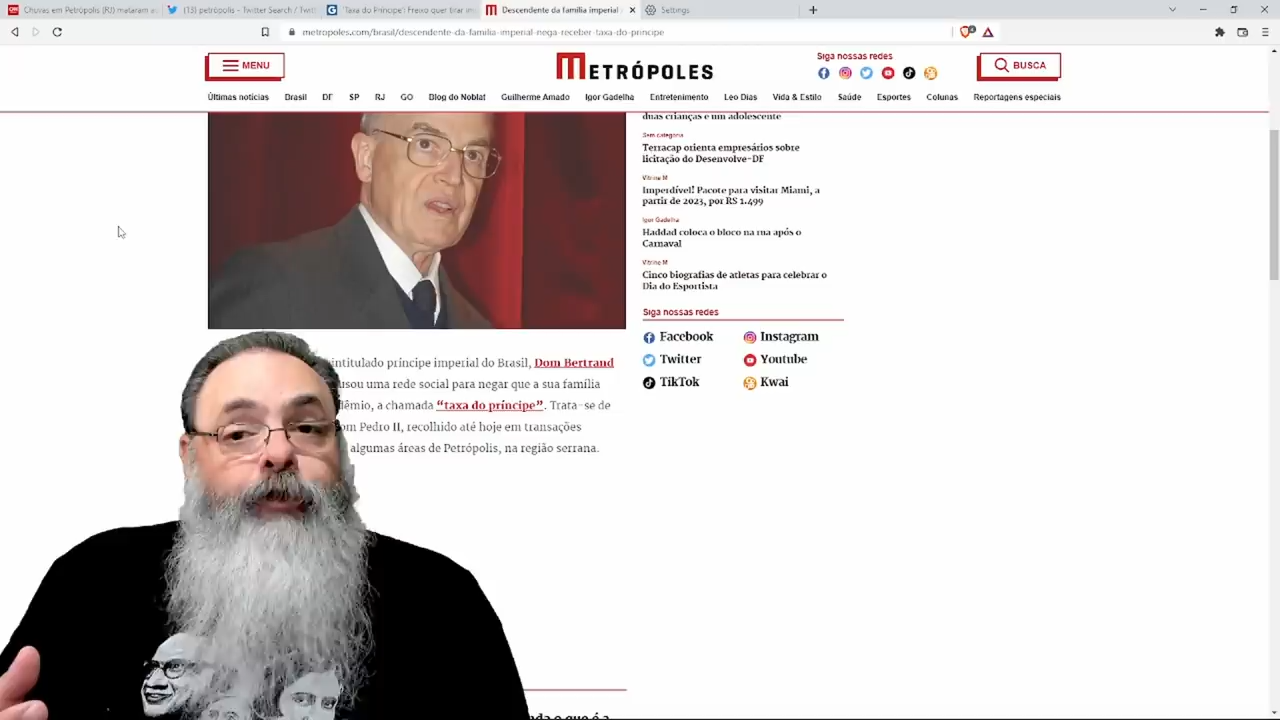 Chuvas em Petrópolis (RJ) mataram ao
(13) petrópolis - Twitter Search / Twitt
'Taxa do Príncipe': Freixo quer tirar im
Descendente da família imperial
Settings
metropoles.com/brasil/descendente-da-familia-imperial-nega-receber-taxa-do-principe
MENU
METRÓPOLES
Siga nossas redes
BUSCA
Últimas notícias Brasil DF SP RJ GO Blog do Noblat Guilherme Amado Igor Gadelha Entretenimento Leo Dias Vida & Estilo Saúde Esportes Colunas Reportagens especiais
duas crianças e um adolescente
Sem categoria
Terracap orienta empresários sobre
licitação do Desenvolve-DF
Vitrine M
Imperdível! Pacote para visitar Miami, a
partir de 2023, por R$ 1.499
Igor Gadelha
Haddad coloca o bloco na rua após o
Carnaval
Vitrine M
Cinco biografias de atletas para celebrar o
Dia do Esportista
Siga nossas redes
Facebook Instagram
Twitter Youtube
TikTok Kwai
intitulado príncipe imperial do Brasil, Dom Bertrand
usou uma rede social para negar que a sua família
dêmio, a chamada “taxa do príncipe”. Trata-se de
om Pedro II, recolhido até hoje em transações
algumas áreas de Petrópolis, na região serrana.